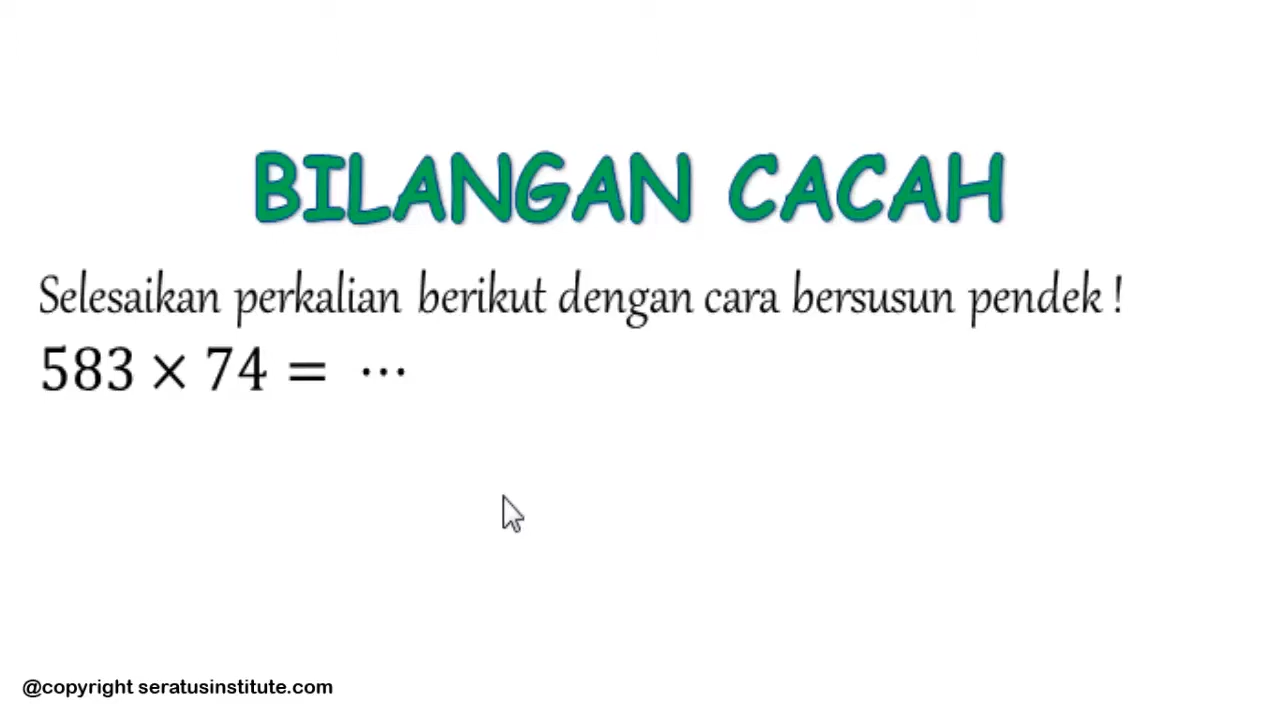 BILANGAN CACAH
Selesaikan perkalian berikut dengan cara bersusun pendek !
583 × 74 = ⋯
@copyright seratusinstitute.com